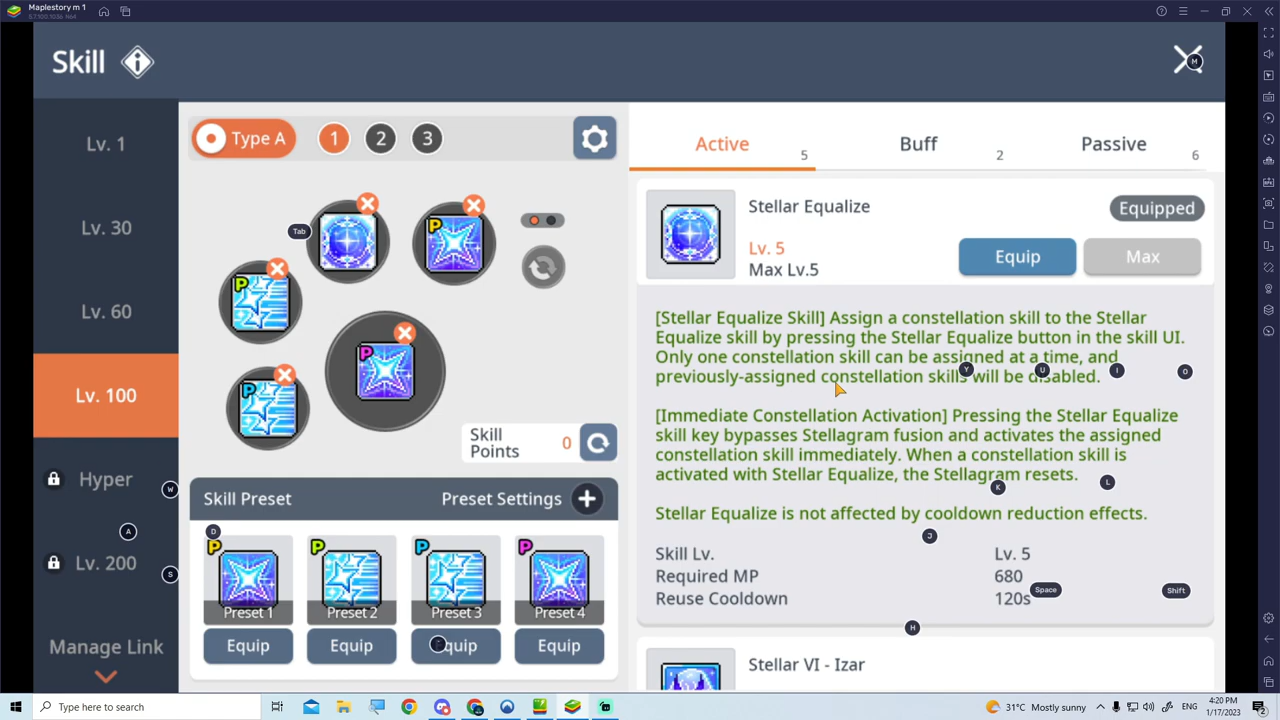 Maplestory m 1
5.7.100.1036 N64
Skill
M
Lv. 1
Lv. 30
Lv. 60
Lv. 100
Hyper
W
A
Lv. 200
S
Manage Link
Type A
1
2
3
Tab
P
P
P
P
Skill
Points
0
Skill Preset
Preset Settings
D
P
P
P
P
Preset 1
Preset 2
Preset 3
Preset 4
Equip
Equip
Equip
Equip
Active
5
Buff
2
Passive
6
Stellar Equalize
Equipped
Lv. 5
Max Lv.5
Equip
Max
[Stellar Equalize Skill] Assign a constellation skill to the Stellar
Equalize skill by pressing the Stellar Equalize button in the skill UI.
Only one constellation skill can be assigned at a time, and
previously-assigned constellation skills will be disabled.
Y
U
I
O
[Immediate Constellation Activation] Pressing the Stellar Equalize
skill key bypasses Stellagram fusion and activates the assigned
constellation skill immediately. When a constellation skill is
activated with Stellar Equalize, the Stellagram resets.
K
L
Stellar Equalize is not affected by cooldown reduction effects.
J
Skill Lv. Lv. 5
Required MP 680
Reuse Cooldown 120s
Space
Shift
H
Stellar VI - Izar
Type here to search
31°C Mostly sunny
ENG
4:20 PM
1/17/2023
2